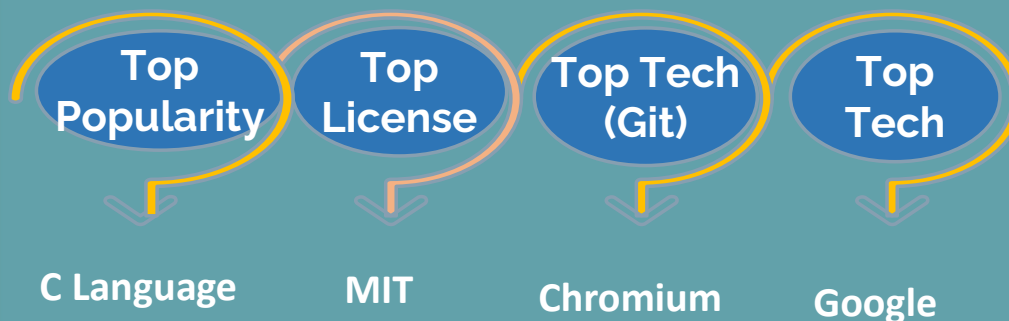 Top
Popularity
Top
License
Top Tech
(Git)
Top
Tech
C Language
MIT
Chromium
Google